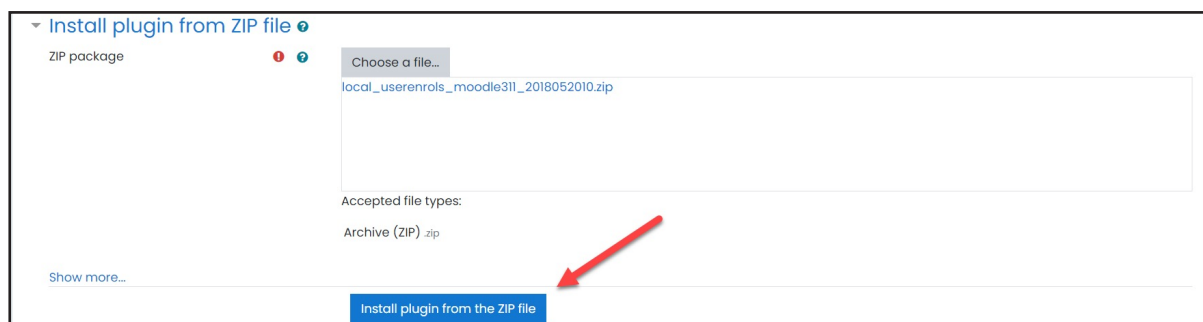 Install plugin from ZIP file
ZIP package
Choose a file...
local_userenrols_moodle311_2018052010.zip
Accepted file types:
Archive (ZIP) .zip
Show more...
Install plugin from the ZIP file